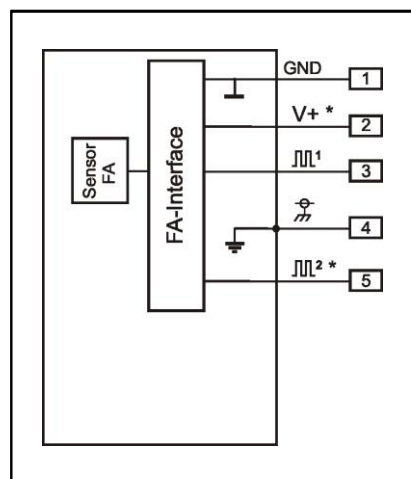 GND 1
V+ * 2
1 3
4
2 * 5
Sensor
FA
FA-Interface